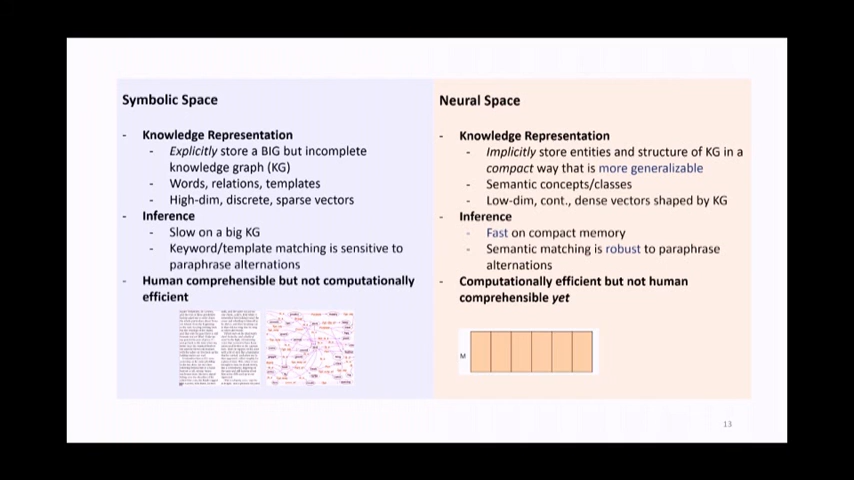 Symbolic Space
- Knowledge Representation
- Explicitly store a BIG but incomplete
knowledge graph (KG)
- Words, relations, templates
- High-dim, discrete, sparse vectors
- Inference
- Slow on a big KG
- Keyword/template matching is sensitive to
paraphrase alternations
- Human comprehensible but not computationally
efficient
Neural Space
- Knowledge Representation
- Implicitly store entities and structure of KG in a
compact way that is more generalizable
- Semantic concepts/classes
- Low-dim, cont., dense vectors shaped by KG
- Inference
- Fast on compact memory
- Semantic matching is robust to paraphrase
alternations
- Computationally efficient but not human
comprehensible yet
M
13